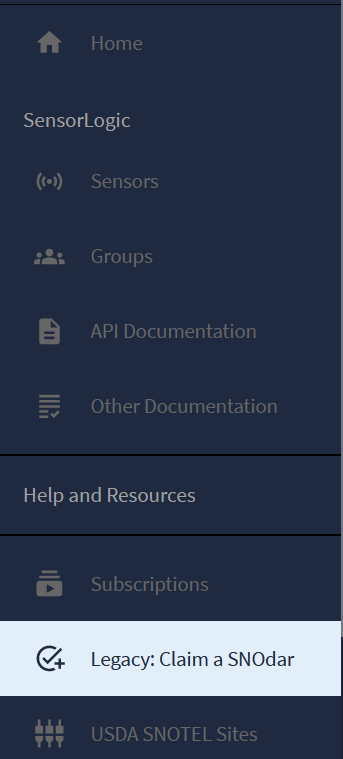 Home
SensorLogic
Sensors
Groups
API Documentation
Other Documentation
Help and Resources
Subscriptions
Legacy: Claim a SNOdar
USDA SNOTEL Sites